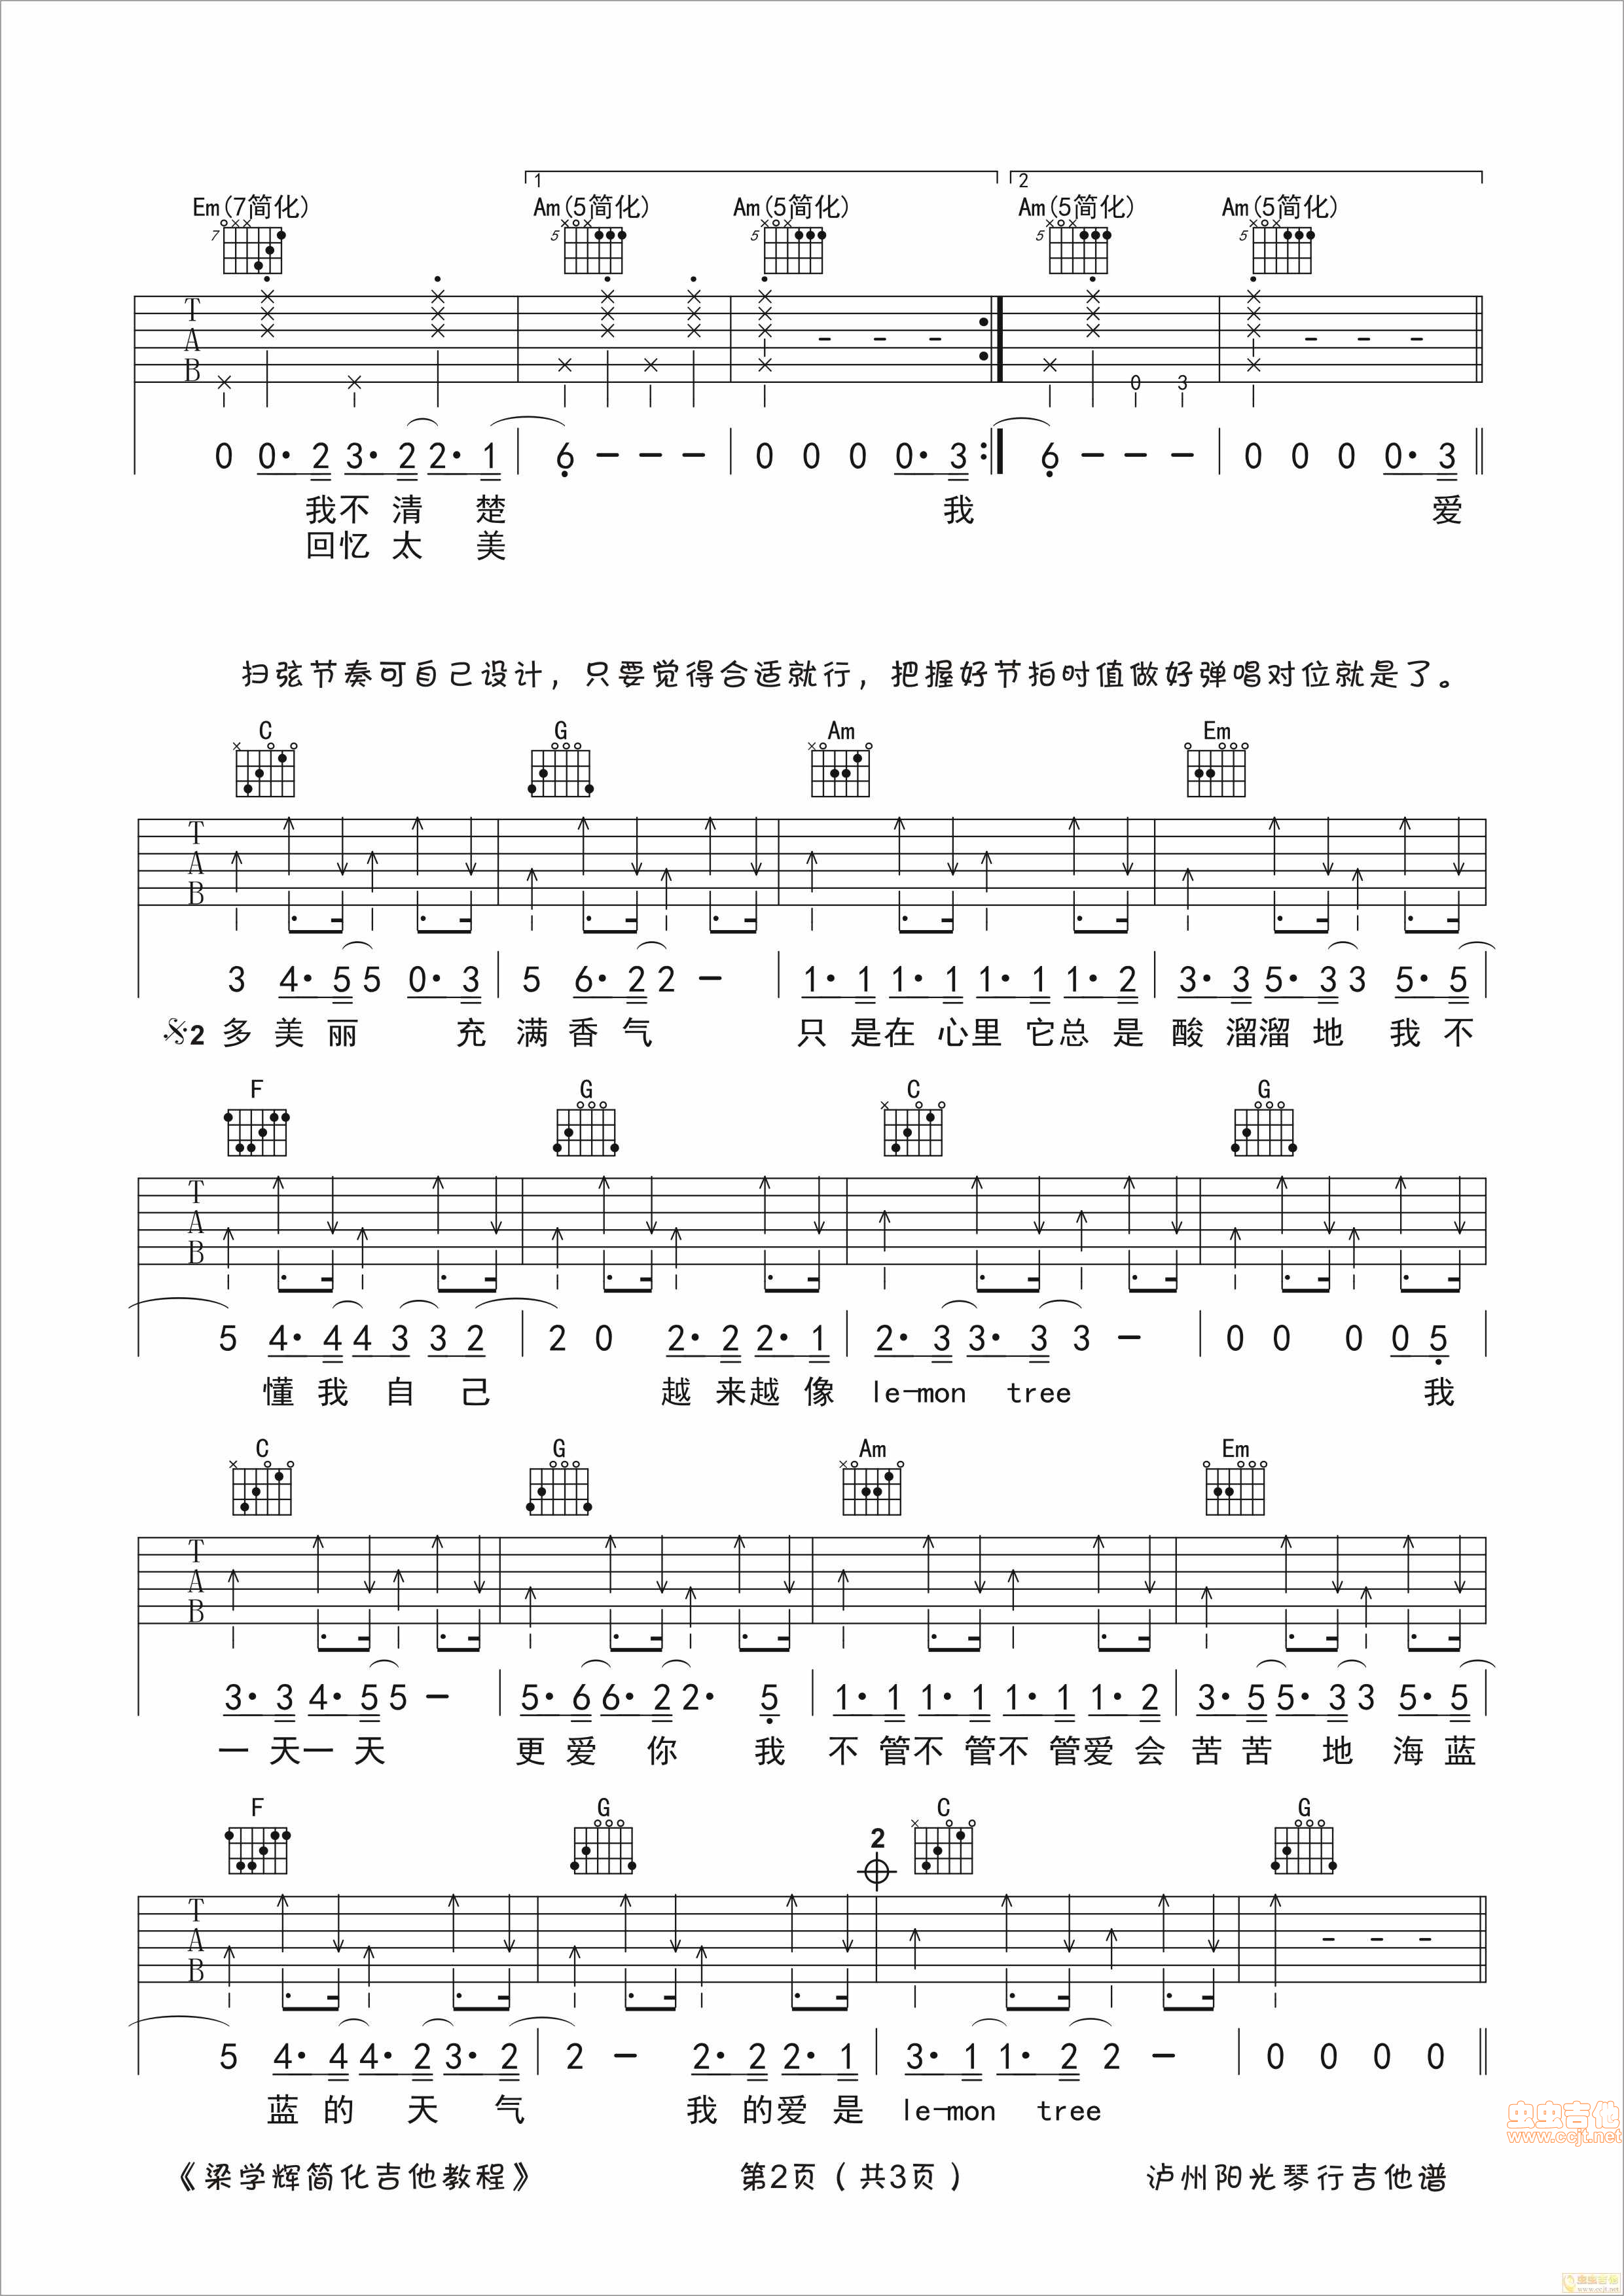 1 2
Em(7简化) Am(5简化) Am(5简化) Am(5简化) Am(5简化)
7 5 5 5 5
T
A
B
0 3
0 0· 2 3· 2 2· 1 | 6 - - - | 0 0 0 0· 3 :| 6 - - - | 0 0 0 0· 3
我不 清 楚 我 爱
回忆 太 美
扫弦节奏可自己设计，只要觉得合适就行，把握好节拍时值做好弹唱对位就是了。
C G Am Em
T
A
B
3 4· 5 5 0· 3 | 5 6· 2 2 - | 1· 1 1· 1 1· 1 1· 2 | 3· 3 5· 3 3 5· 5
2 多 美 丽 充 满 香 气 只 是在 心里 它总 是 酸 溜溜 地 我 不
F G C G
T
A
B
5 4· 4 4 3 3 2 | 2 0 2· 2 2· 1 | 2· 3 3· 3 3 - | 0 0 0 0 5
懂 我 自 己 越 来越 像 le-mon tree 我
C G Am Em
T
A
B
3· 3 4· 5 5 - | 5· 6 6· 2 2· 5 | 1· 1 1· 1 1· 1 1· 2 | 3· 5 5· 3 3 5· 5
一 天一 天 更 爱 你 我 不 管不 管不 管爱 会 苦 苦 地 海 蓝
F G 2 C G
T
A
B
5 4· 4 4· 2 3· 2 | 2 - 2· 2 2· 1 | 3· 1 1· 2 2 - | 0 0 0 0
蓝 的 天 气 我 的爱 是 le-mon tree
虫虫吉他
www.ccjt.net
《梁学辉简化吉他教程》 第2页（共3页） 泸州阳光琴行吉他谱
虫虫吉他
www.ccjt.net